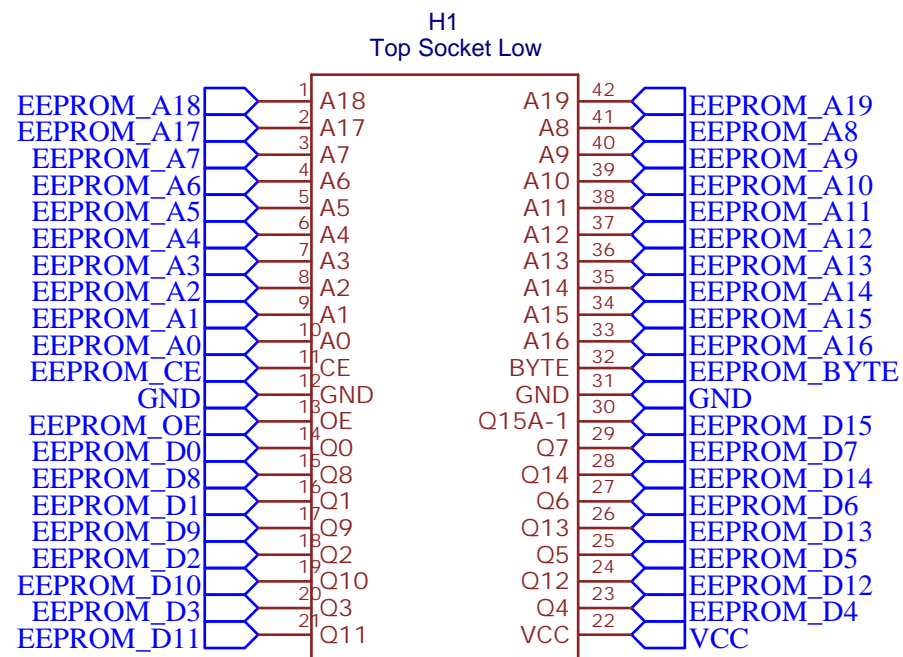 H1
Top Socket Low
EEPROM_A18 1 A18 A19 42 EEPROM_A19
EEPROM_A17 2 A17 A8 41 EEPROM_A8
EEPROM_A7 3 A7 A9 40 EEPROM_A9
EEPROM_A6 4 A6 A10 39 EEPROM_A10
EEPROM_A5 5 A5 A11 38 EEPROM_A11
EEPROM_A4 6 A4 A12 37 EEPROM_A12
EEPROM_A3 7 A3 A13 36 EEPROM_A13
EEPROM_A2 8 A2 A14 35 EEPROM_A14
EEPROM_A1 9 A1 A15 34 EEPROM_A15
EEPROM_A0 10 A0 A16 33 EEPROM_A16
EEPROM_CE 11 CE BYTE 32 EEPROM_BYTE
GND 12 GND GND 31 GND
EEPROM_OE 13 OE Q15A-1 30 EEPROM_D15
EEPROM_D0 14 Q0 Q7 29 EEPROM_D7
EEPROM_D8 15 Q8 Q14 28 EEPROM_D14
EEPROM_D1 16 Q1 Q6 27 EEPROM_D6
EEPROM_D9 17 Q9 Q13 26 EEPROM_D13
EEPROM_D2 18 Q2 Q5 25 EEPROM_D5
EEPROM_D10 19 Q10 Q12 24 EEPROM_D12
EEPROM_D3 20 Q3 Q4 23 EEPROM_D4
EEPROM_D11 21 Q11 VCC 22 VCC